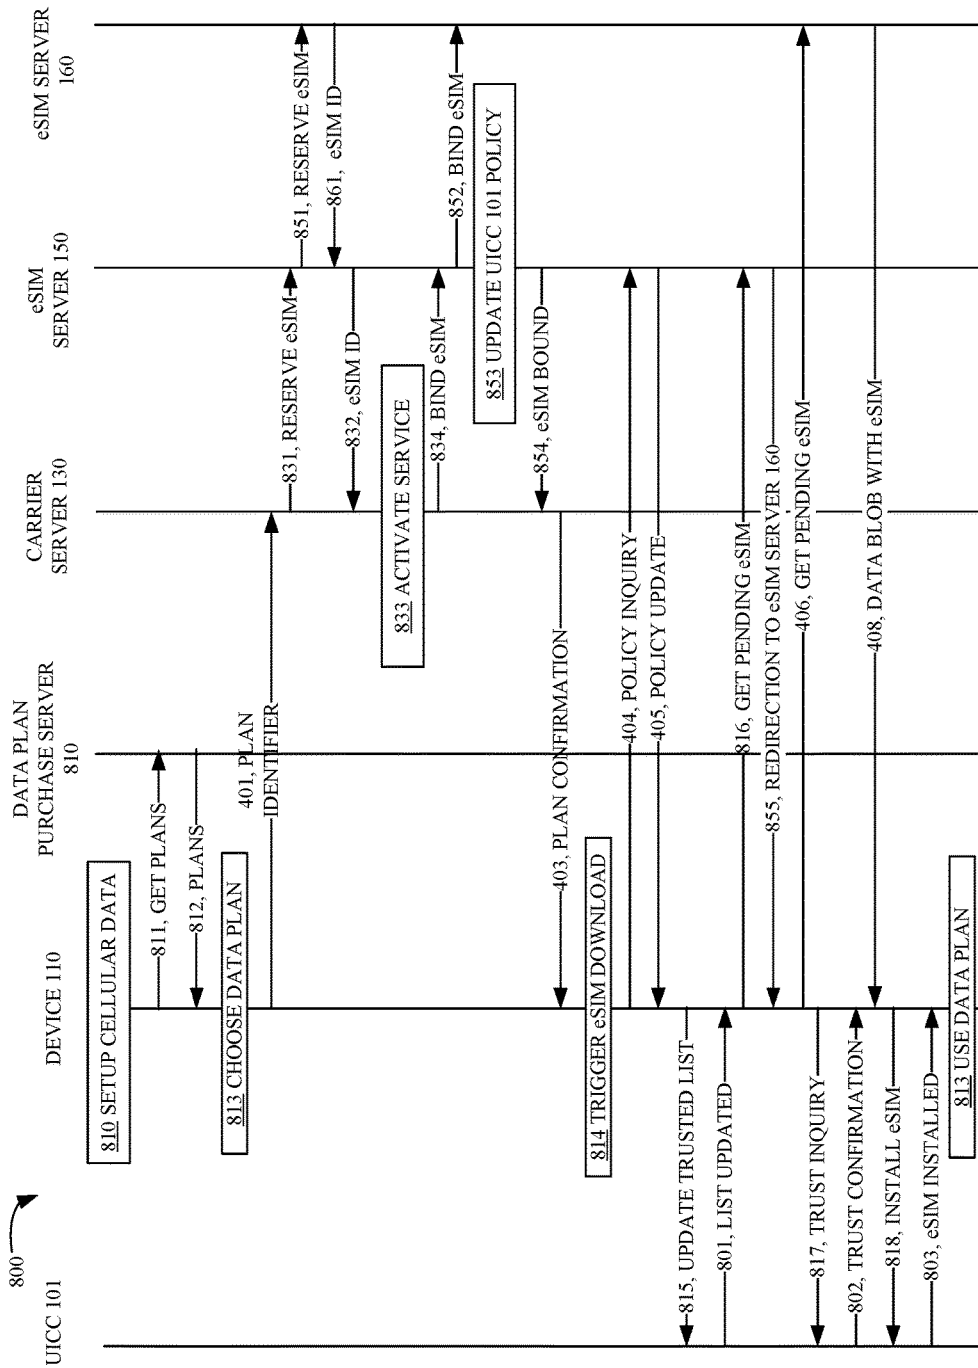 800
UICC 101
DEVICE 110
DATA PLAN
PURCHASE SERVER
810
CARRIER
SERVER 130
eSIM
SERVER 150
eSIM SERVER
160
810 SETUP CELLULAR DATA
811, GET PLANS
812, PLANS
813 CHOOSE DATA PLAN
401, PLAN
IDENTIFIER
831, RESERVE eSIM
851, RESERVE eSIM
861, eSIM ID
832, eSIM ID
833 ACTIVATE SERVICE
834, BIND eSIM
852, BIND eSIM
853 UPDATE UICC 101 POLICY
854, eSIM BOUND
403, PLAN CONFIRMATION
814 TRIGGER eSIM DOWNLOAD
404, POLICY INQUIRY
405, POLICY UPDATE
815, UPDATE TRUSTED LIST
801, LIST UPDATED
816, GET PENDING eSIM
855, REDIRECTION TO eSIM SERVER 160
406, GET PENDING eSIM
817, TRUST INQUIRY
802, TRUST CONFIRMATION
408, DATA BLOB WITH eSIM
818, INSTALL eSIM
803, eSIM INSTALLED
813 USE DATA PLAN